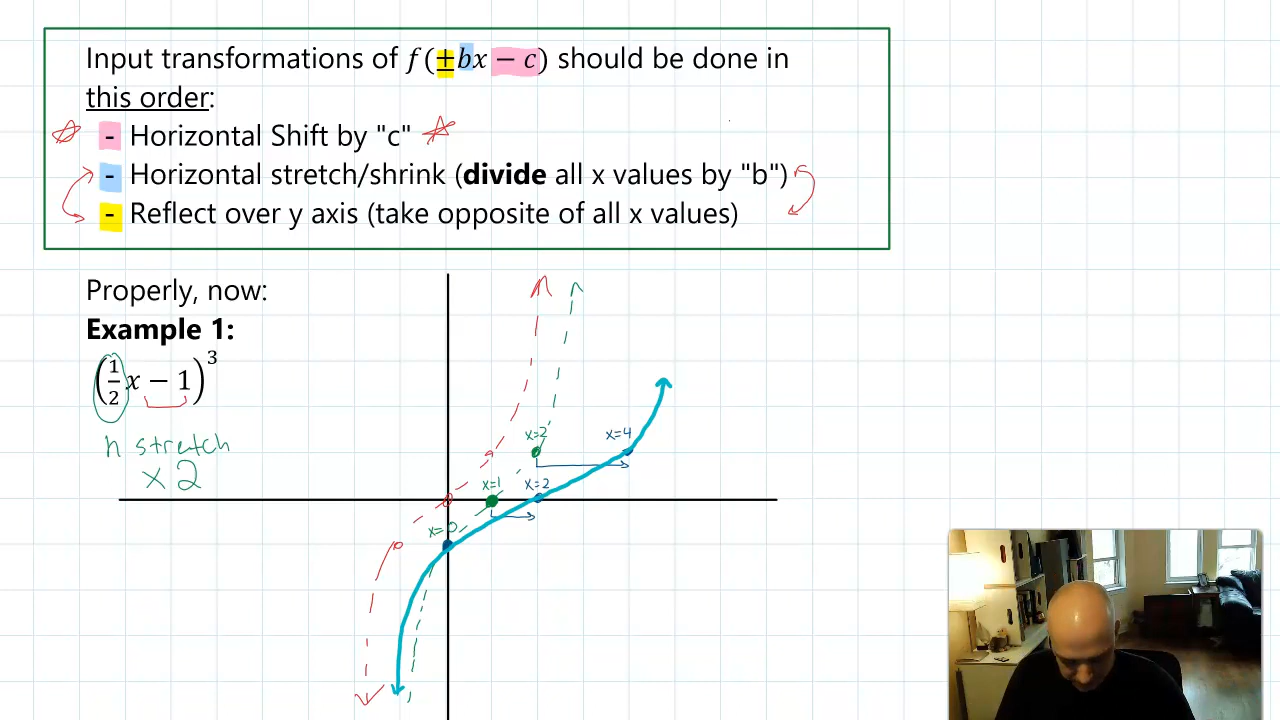 Input transformations of f(±bx − c) should be done in
this order:
- Horizontal Shift by "c"
- Horizontal stretch/shrink (divide all x values by "b")
- Reflect over y axis (take opposite of all x values)
Properly, now:
Example 1:
(1/2 x − 1)³
h stretch
x 2
x=2
x=4
x=1
x=2
x=0